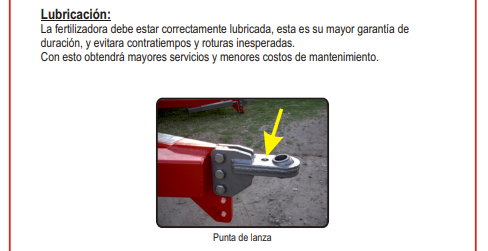 Lubricación:
La fertilizadora debe estar correctamente lubricada, esta es su mayor garantía de
duración, y evitara contratiempos y roturas inesperadas.
Con esto obtendrá mayores servicios y menores costos de mantenimiento.
Punta de lanza